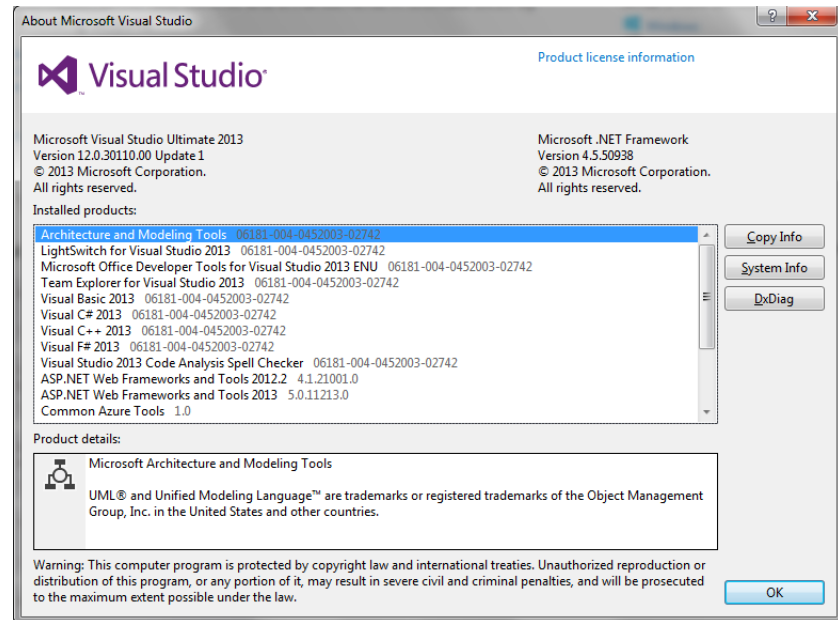 About Microsoft Visual Studio
Visual Studio
Product license information
Microsoft Visual Studio Ultimate 2013
Version 12.0.30110.00 Update 1
© 2013 Microsoft Corporation.
All rights reserved.
Microsoft .NET Framework
Version 4.5.50938
© 2013 Microsoft Corporation.
All rights reserved.
Installed products:
Architecture and Modeling Tools 06181-004-0452003-02742
LightSwitch for Visual Studio 2013 06181-004-0452003-02742
Microsoft Office Developer Tools for Visual Studio 2013 ENU 06181-004-0452003-02742
Team Explorer for Visual Studio 2013 06181-004-0452003-02742
Visual Basic 2013 06181-004-0452003-02742
Visual C# 2013 06181-004-0452003-02742
Visual C++ 2013 06181-004-0452003-02742
Visual F# 2013 06181-004-0452003-02742
Visual Studio 2013 Code Analysis Spell Checker 06181-004-0452003-02742
ASP.NET Web Frameworks and Tools 2012.2 4.1.21001.0
ASP.NET Web Frameworks and Tools 2013 5.0.11213.0
Common Azure Tools 1.0
Copy Info
System Info
DxDiag
Product details:
Microsoft Architecture and Modeling Tools
UML® and Unified Modeling Language™ are trademarks or registered trademarks of the Object Management
Group, Inc. in the United States and other countries.
Warning: This computer program is protected by copyright law and international treaties. Unauthorized reproduction or
distribution of this program, or any portion of it, may result in severe civil and criminal penalties, and will be prosecuted
to the maximum extent possible under the law.
OK